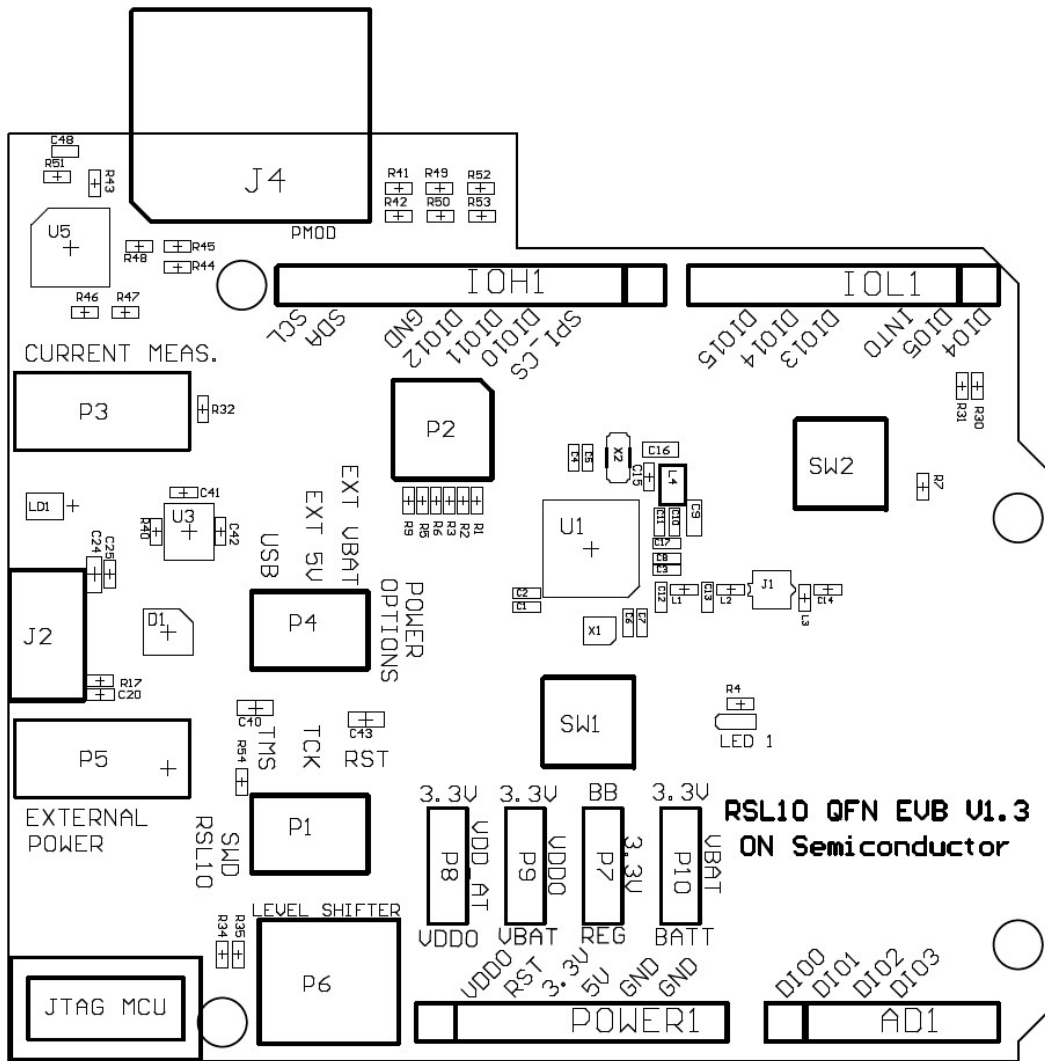 C48
R51
R43
J4
R41 R49 R52
R42 R50 R53
U5
PMOD
R48
R45
R44
IOH1
IOL1
R46 R47
SCL
SDA
GND
DIO12
DIO11
DIO10
SPI_CS
DIO15
DIO14
DIO13
INT0
DIO5
DIO4
CURRENT MEAS.
P3
R32
P2
R31
R30
SW2
R7
C4
C5
X2
C16
C15
L4
LD1
C41
U3
R40
C42
R9
R5
R6
R3
R2
R1
U1
C11
C10
C9
C17
C8
C3
C24
C25
USB
EXT 5V
EXT VBAT
POWER
OPTIONS
C2
C1
C12
L1
C13
L2
J1
L3
C14
J2
D1
P4
X1
C6
C7
R17
C20
C40
C43
R4
LED 1
SW1
P5
R54
TMS
TCK
RST
EXTERNAL
POWER
RSL10
SWD
P1
3.3V
P8
VDD_AT
VDDO
3.3V
P9
VDDO
VBAT
BB
P7
3.3V
REG
3.3V
P10
VBAT
BATT
RSL10 QFN EVB V1.3
ON Semiconductor
LEVEL SHIFTER
R34
R35
P6
JTAG MCU
VDDO
RST
3.3V
5V
GND
GND
POWER1
DIO0
DIO1
DIO2
DIO3
AD1